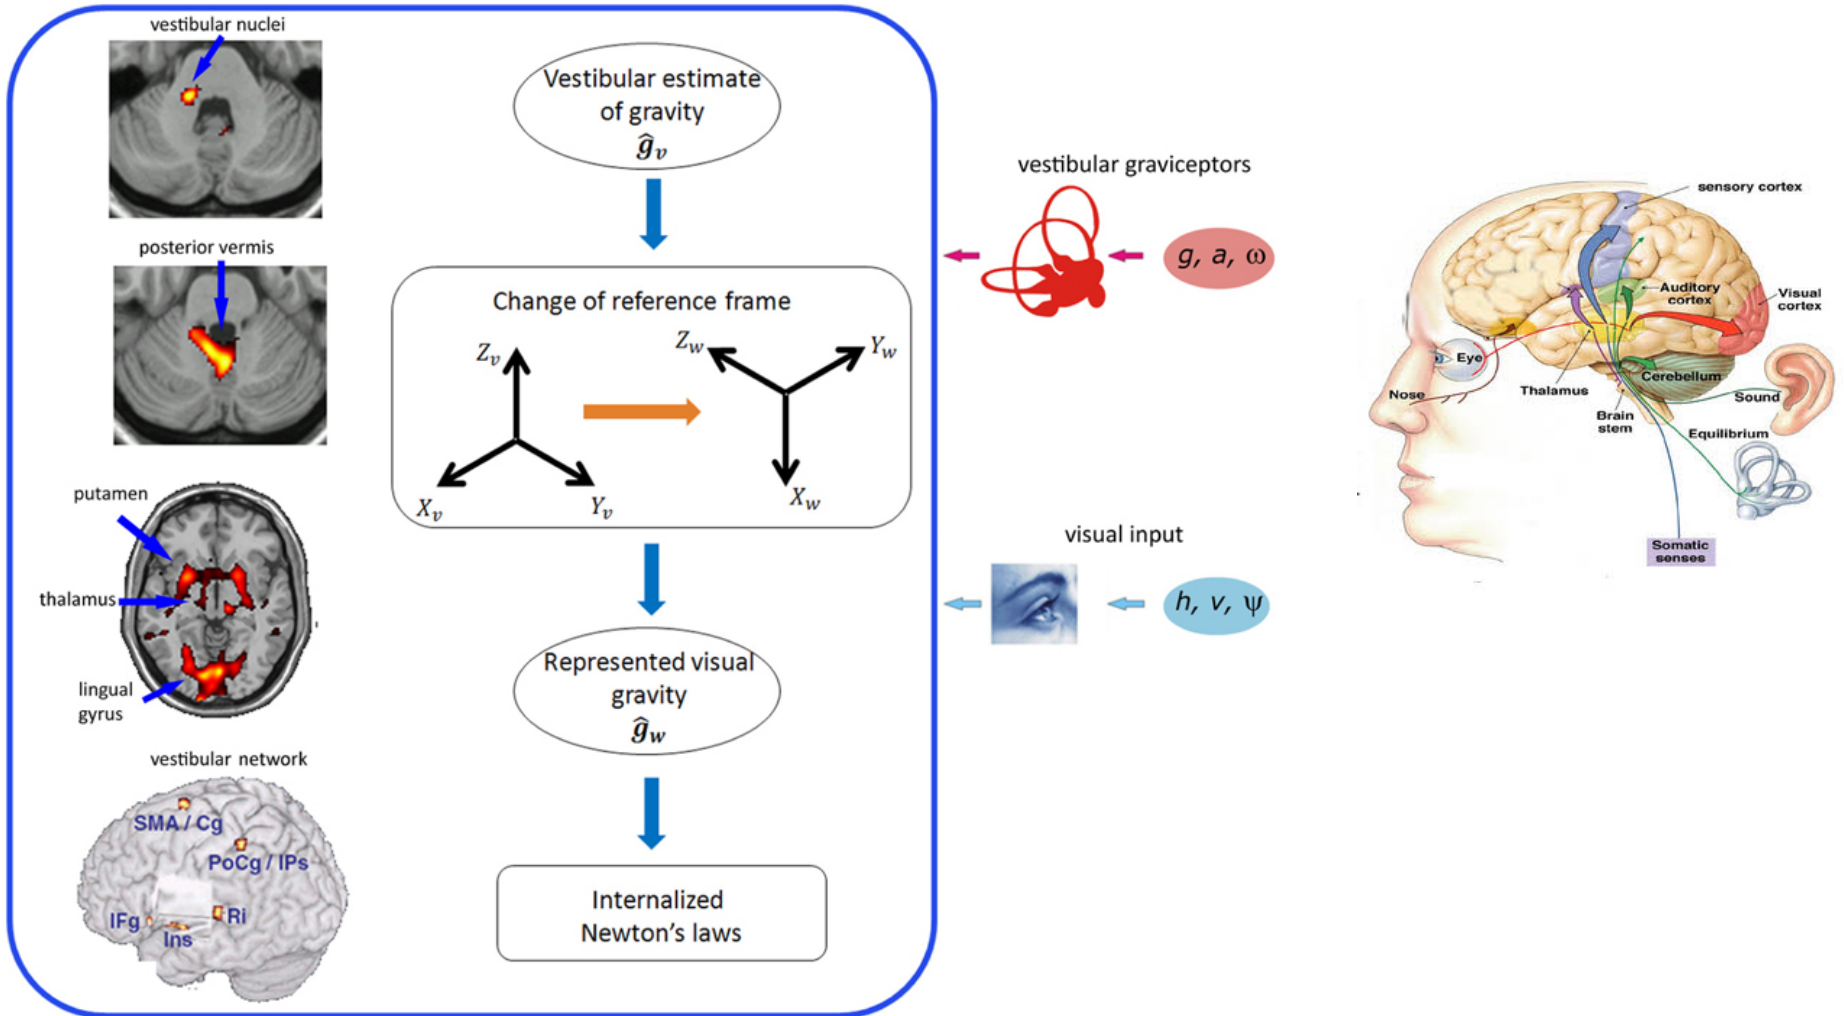 vestibular nuclei
posterior vermis
putamen
thalamus
lingual
gyrus
vestibular network
SMA / Cg
PoCg / IPs
IFg
Ri
Ins
Vestibular estimate
of gravity
ĝv
Change of reference frame
Zv
Xv
Yv
Zw
Yw
Xw
Represented visual
gravity
ĝw
Internalized
Newton's laws
vestibular graviceptors
g, a, ω
visual input
h, v, ψ
sensory cortex
Auditory
cortex
Visual
cortex
Eye
Nose
Thalamus
Cerebellum
Brain
stem
Sound
Equilibrium
Somatic
senses